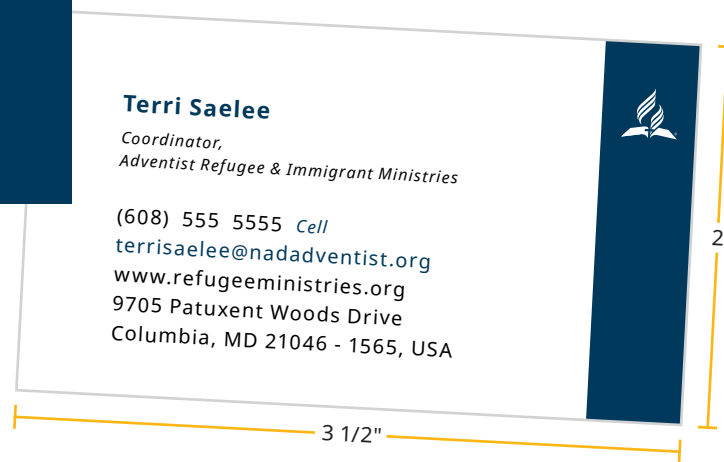 Terri Saelee
Coordinator,
Adventist Refugee & Immigrant Ministries
(608) 555 5555 Cell
terrisaelee@nadadventist.org
www.refugeeministries.org
9705 Patuxent Woods Drive
Columbia, MD 21046 - 1565, USA
2
3 1/2"